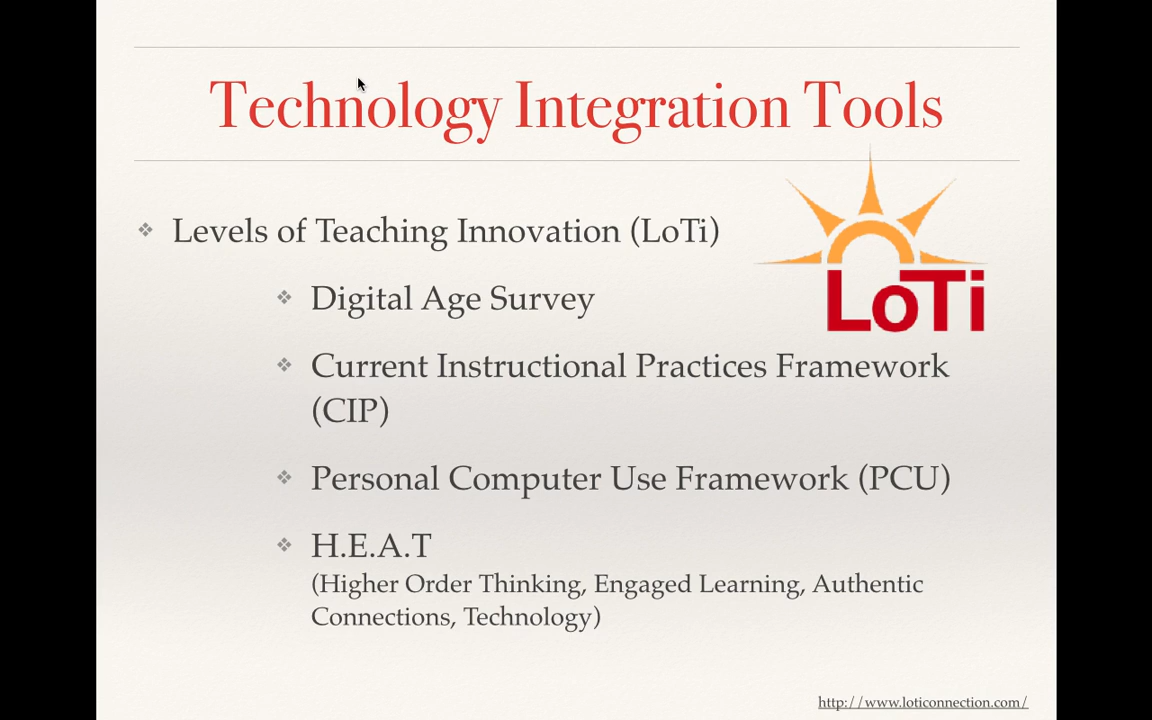 Technology Integration Tools
Levels of Teaching Innovation (LoTi)
LoTi
Digital Age Survey
Current Instructional Practices Framework
(CIP)
Personal Computer Use Framework (PCU)
H.E.A.T
(Higher Order Thinking, Engaged Learning, Authentic
Connections, Technology)
http://www.loticonnection.com/